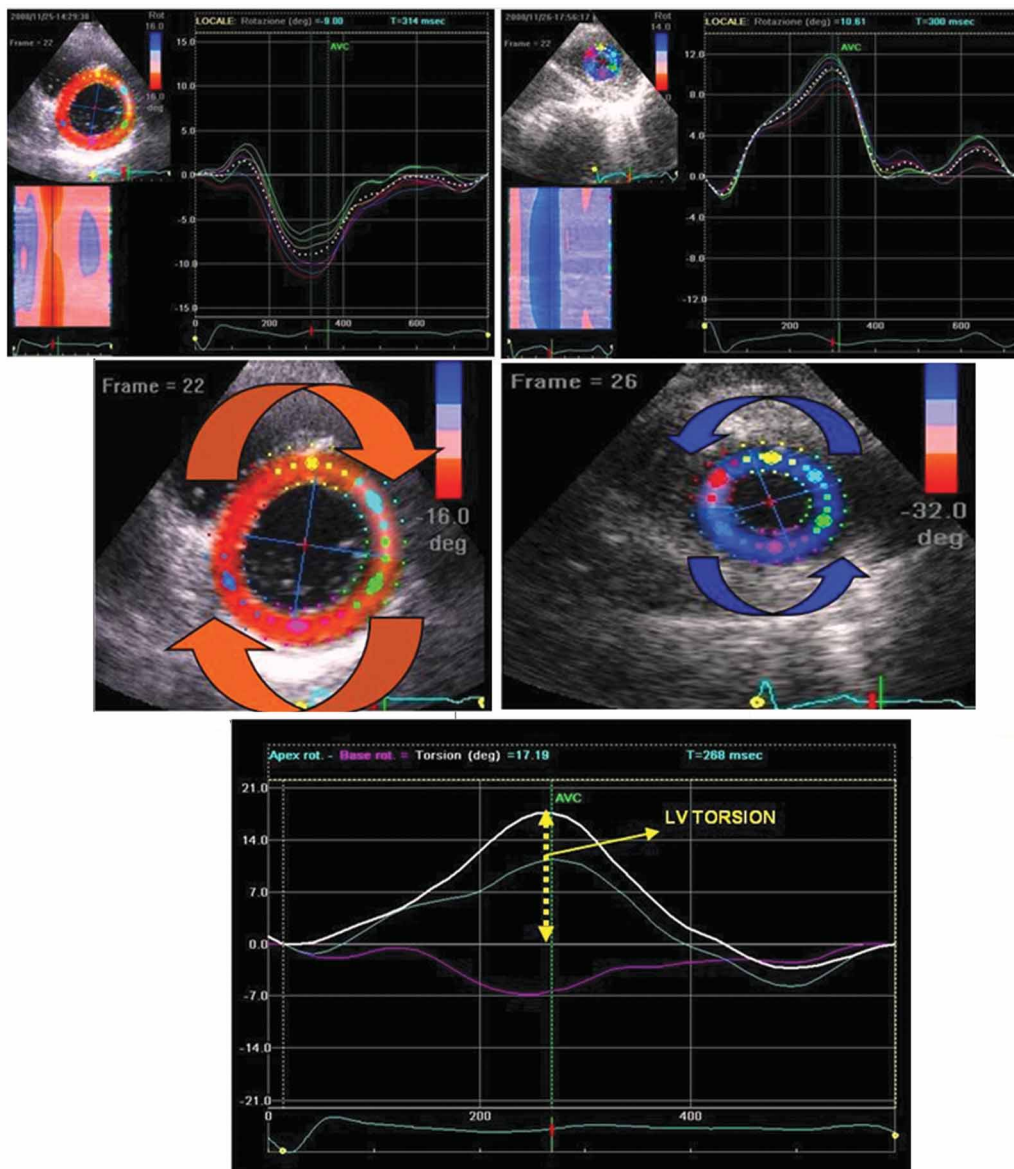 2008/11/25-14:29:30
Rot
16.0
Frame = 22
-16.0
deg
LOCALE: Rotazione (deg) =-9.00 T=314 msec
AVC
15.0
10.0
5.0
0.0
-5.0
-10.0
-15.0
0
200
400
600
2008/11/26-17:56:17
Rot
14.0
Frame =22
deg
LOCALE: Rotazione (deg) =10.61 T=300 msec
AVC
12.0
8.0
4.0
0.0
-4.0
-8.0
-12.0
200
400
600
Frame = 22
-16.0
deg
Frame = 26
-32.0
deg
Apex rot. - Base rot. = Torsion (deg) =17.19 T=268 msec
AVC
LV TORSION
21.0
14.0
7.0
0.0
-7.0
-14.0
-21.0
0
200
400